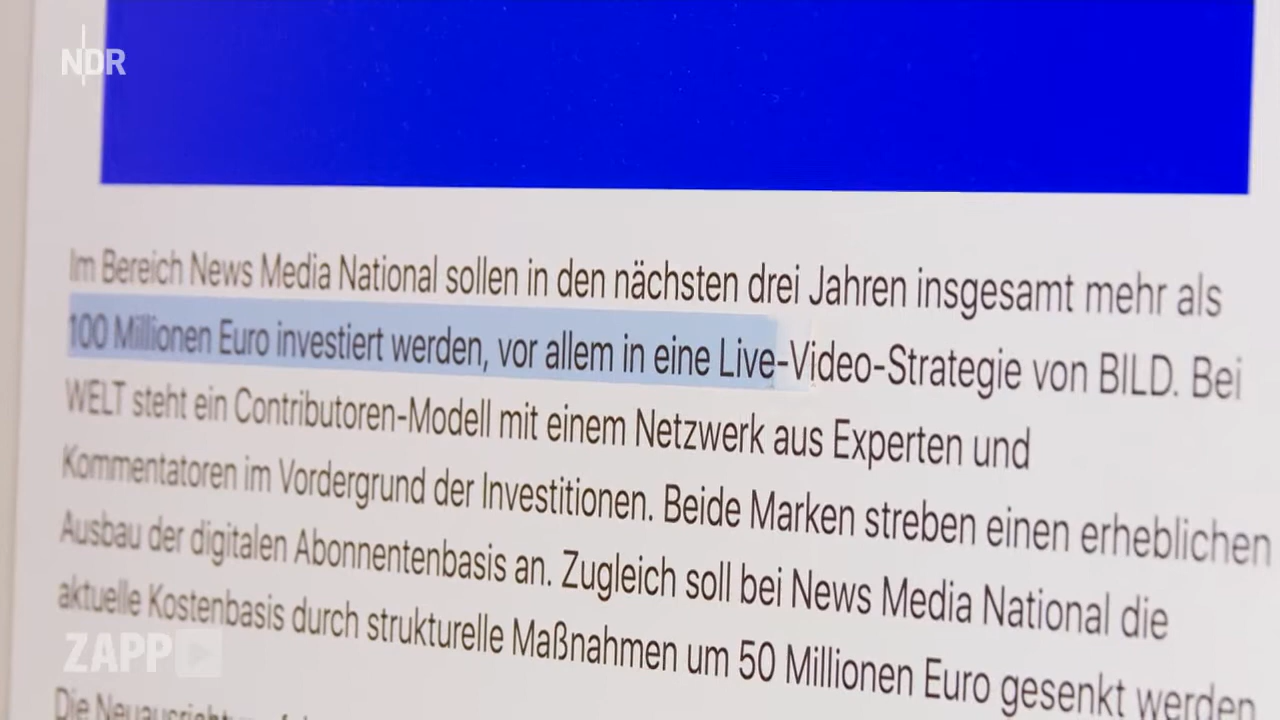 NDR
Im Bereich News Media National sollen in den nächsten drei Jahren insgesamt mehr als
100 Millionen Euro investiert werden, vor allem in eine Live-Video-Strategie von BILD. Bei
WELT steht ein Contributoren-Modell mit einem Netzwerk aus Experten und
Kommentatoren im Vordergrund der Investitionen. Beide Marken streben einen erheblichen
Ausbau der digitalen Abonnentenbasis an. Zugleich soll bei News Media National die
aktuelle Kostenbasis durch strukturelle Maßnahmen um 50 Millionen Euro gesenkt werden
ZAPP
Die